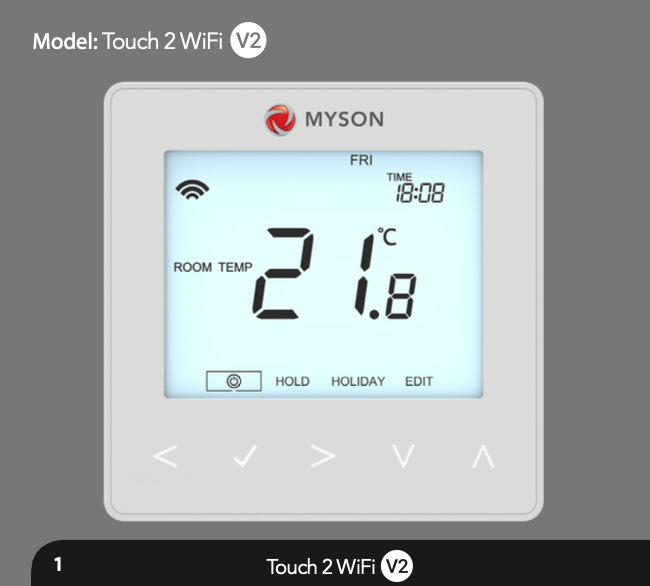 Model: Touch 2 WiFi V2
MYSON
FRI
TIME
18:08
ROOM TEMP 21.8 °C
HOLD HOLIDAY EDIT
1 Touch 2 WiFi V2